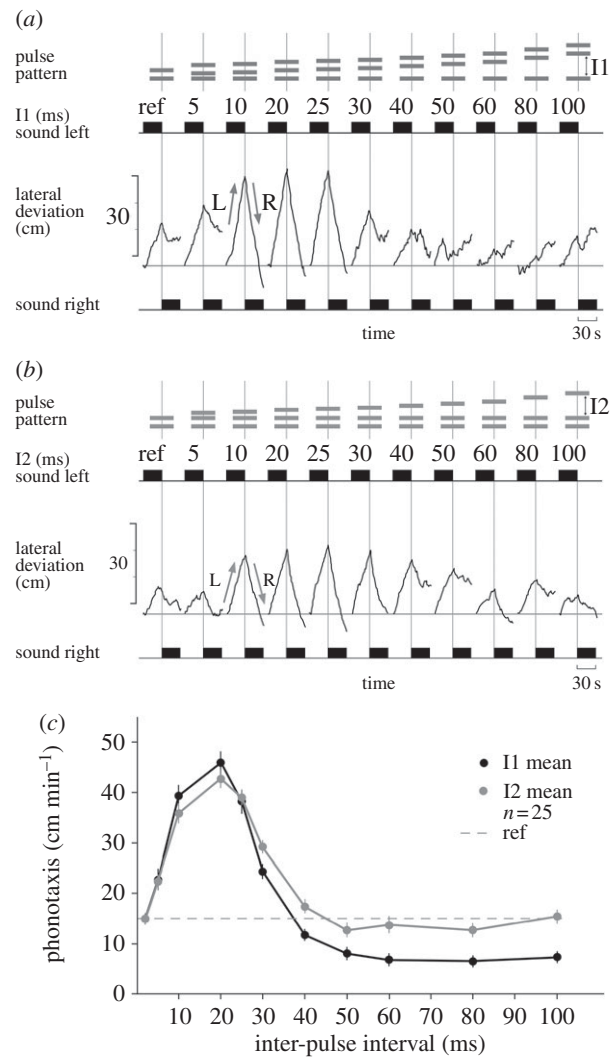 (a)
pulse
pattern
I1
I1 (ms) ref 5 10 20 25 30 40 50 60 80 100
sound left
lateral
deviation
(cm)
30
L R
sound right
time
30 s
(b)
pulse
pattern
I2
I2 (ms) ref 5 10 20 25 30 40 50 60 80 100
sound left
lateral
deviation
(cm)
30
L R
sound right
time
30 s
(c)
phonotaxis (cm min⁻¹)
50
40
30
20
10
0
I1 mean
I2 mean
n = 25
ref
10 20 30 40 50 60 70 80 90 100
inter-pulse interval (ms)